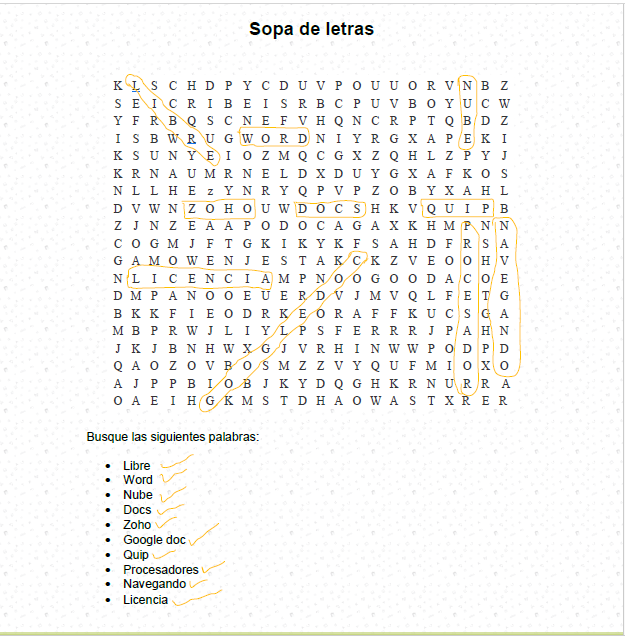 Sopa de letras
K L S C H D P Y C D U V P O U U O R V N B Z
S E I C R I B E I S R B C P U V B O Y U C W
Y F R B Q S C N E F V H Q N C R P T Q B D Z
I S B W R U G W O R D N I Y R G X A P E K I
K S U N Y E I O Z M Q C G X Z Q H L Z P Y J
K R N A U M R N E L D X D U Y G X A F K O S
N L L H E z Y N R Y Q P V P Z O B Y X A H L
D V W N Z O H O U W D O C S H K V Q U I P B
Z J N Z E A A P O D O C A G A X K H M P N N
C O G M J F T G K I K Y K F S A H D F R S A
G A M O W E N J E S T A K C K Z V E O O H V
N L I C E N C I A M P N O O G O O D A C O E
D M P A N O O E U E R D V J M V Q L F E T G
B K K F I E O D R K E O R A F F K U C S G A
M B P R W J L I Y L P S F E R R R J P A H N
J K J B N H W X G J V R H I N W W P O D P D
Q A O Z O V B O S M Z Z V Y Q U F M I O X O
A J P P B I O B J K Y D Q G H K R N U R R A
O A E I H G K M S T D H A O W A S T X R E R
Busque las siguientes palabras:
• Libre
• Word
• Nube
• Docs
• Zoho
• Google doc
• Quip
• Procesadores
• Navegando
• Licencia